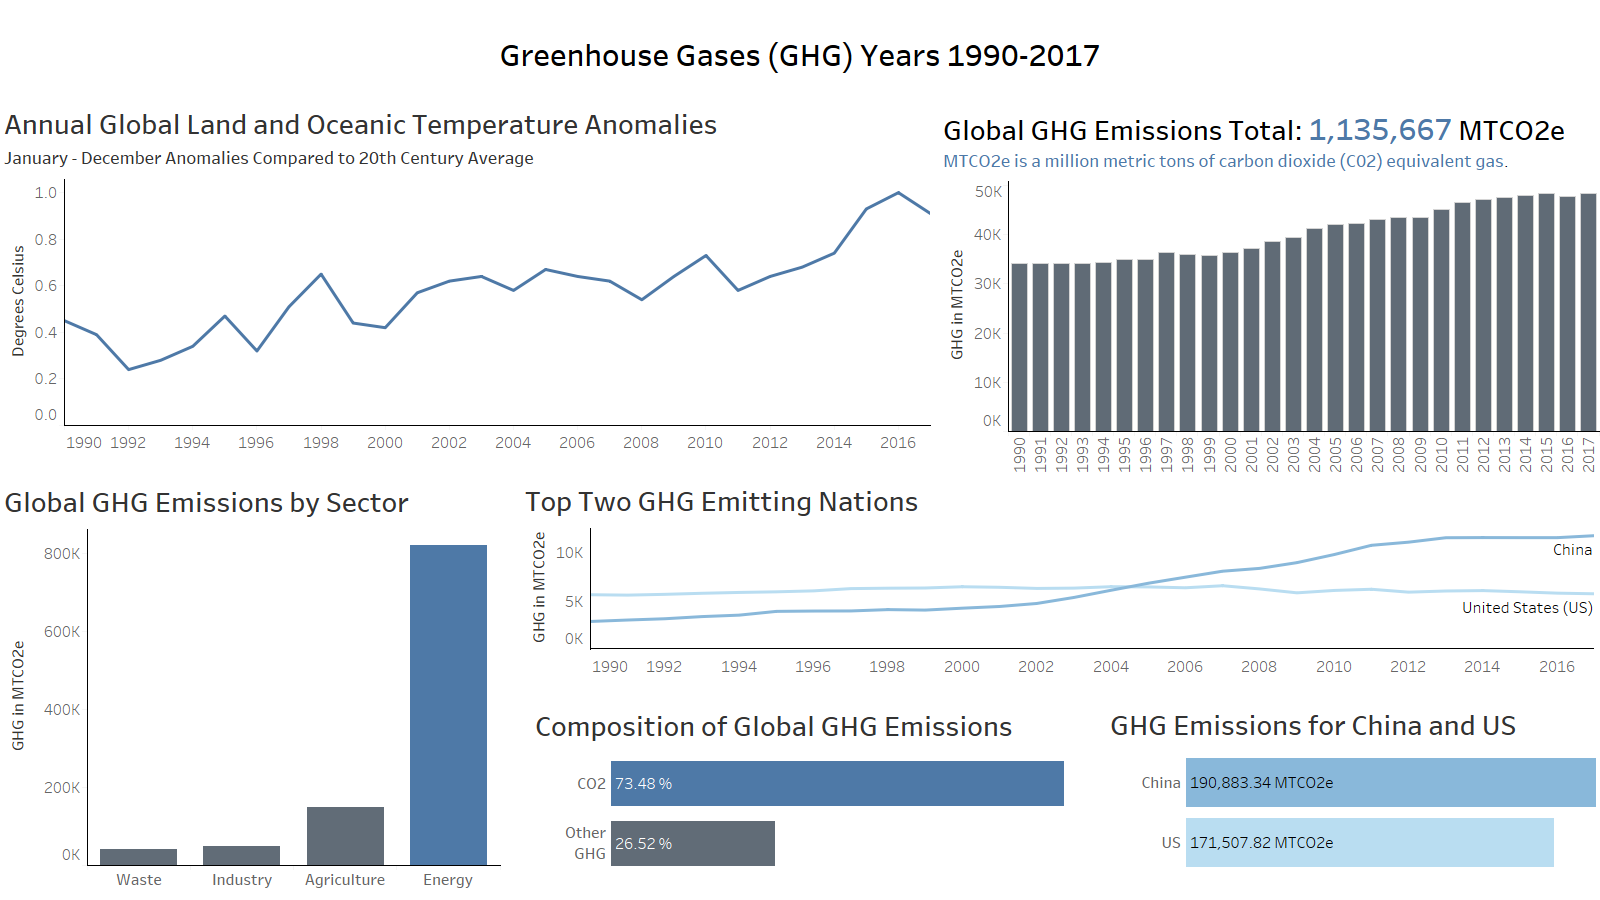 Greenhouse Gases (GHG) Years 1990-2017
Annual Global Land and Oceanic Temperature Anomalies
January - December Anomalies Compared to 20th Century Average
Degrees Celsius
1.0
0.8
0.6
0.4
0.2
0.0
1990 1992 1994 1996 1998 2000 2002 2004 2006 2008 2010 2012 2014 2016
Global GHG Emissions Total: 1,135,667 MTCO2e
MTCO2e is a million metric tons of carbon dioxide (C02) equivalent gas.
GHG in MTCO2e
50K
40K
30K
20K
10K
0K
1990 1991 1992 1993 1994 1995 1996 1997 1998 1999 2000 2001 2002 2003 2004 2005 2006 2007 2008 2009 2010 2011 2012 2013 2014 2015 2016 2017
Global GHG Emissions by Sector
GHG in MTCO2e
800K
600K
400K
200K
0K
Waste Industry Agriculture Energy
Top Two GHG Emitting Nations
GHG in MTCO2e
10K
5K
0K
China
United States (US)
1990 1992 1994 1996 1998 2000 2002 2004 2006 2008 2010 2012 2014 2016
Composition of Global GHG Emissions
CO2 73.48 %
Other
GHG
26.52 %
GHG Emissions for China and US
China 190,883.34 MTCO2e
US 171,507.82 MTCO2e